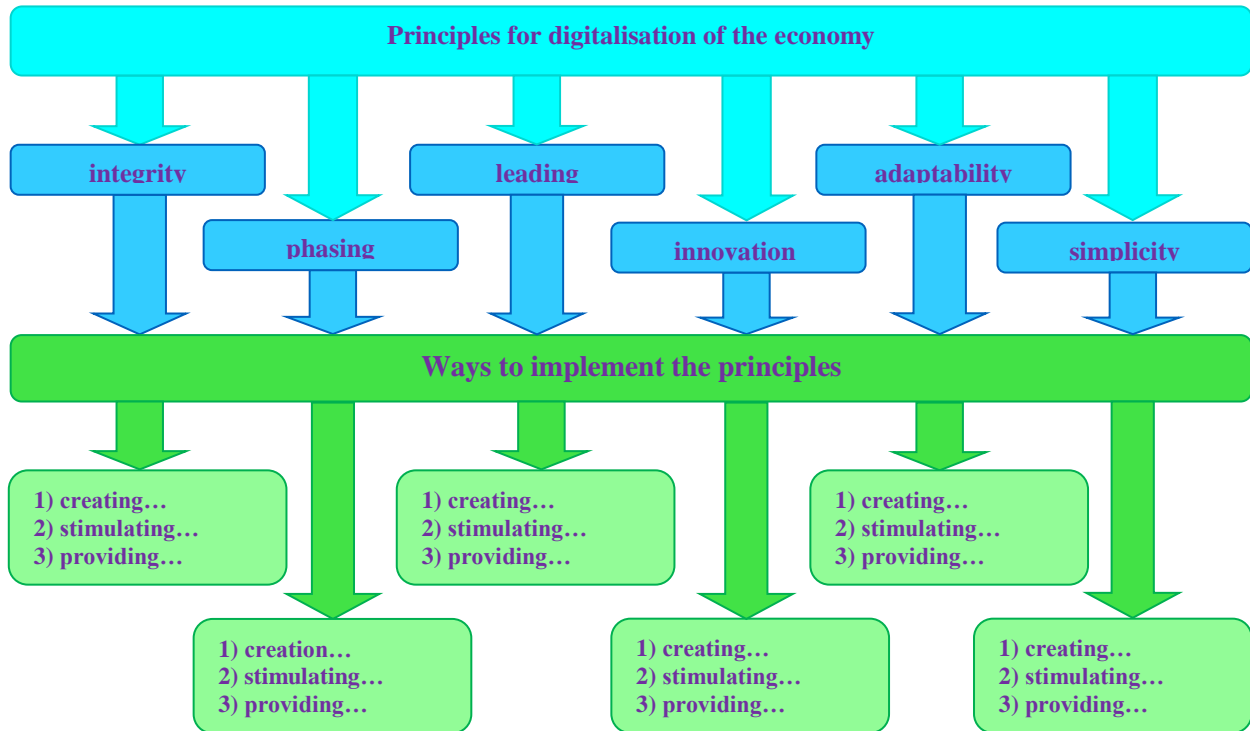 Principles for digitalisation of the economy
integrity
leading
adaptability
phasing
innovation
simplicity
Ways to implement the principles
1) creating…
2) stimulating…
3) providing…
1) creating…
2) stimulating…
3) providing…
1) creating…
2) stimulating…
3) providing…
1) creation…
2) stimulating…
3) providing…
1) creating…
2) stimulating…
3) providing…
1) creating…
2) stimulating…
3) providing…